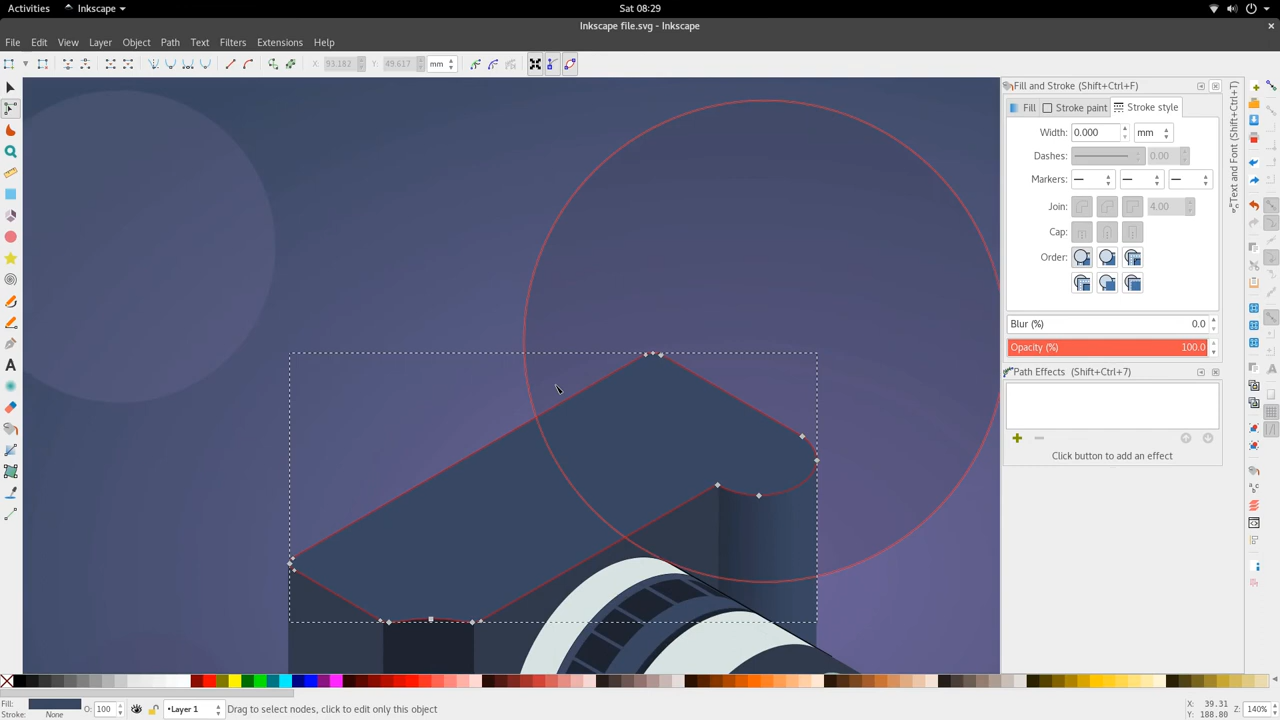 Activities
Inkscape
Sat 08:29
Inkscape file.svg - Inkscape
File Edit View Layer Object Path Text Filters Extensions Help
X: 93.182 Y: 49.617 mm
Fill and Stroke (Shift+Ctrl+F)
Fill Stroke paint Stroke style
Width: 0.000 mm
Dashes: 0.00
Markers:
Join: 4.00
Cap:
Order:
Blur (%) 0.0
Opacity (%) 100.0
Path Effects (Shift+Ctrl+7)
Click button to add an effect
Text and Font (Shift+Ctrl+T)
Fill:
Stroke: None
O: 100
•Layer 1
Drag to select nodes, click to edit only this object
X: 39.31
Y: 188.80
Z: 140%